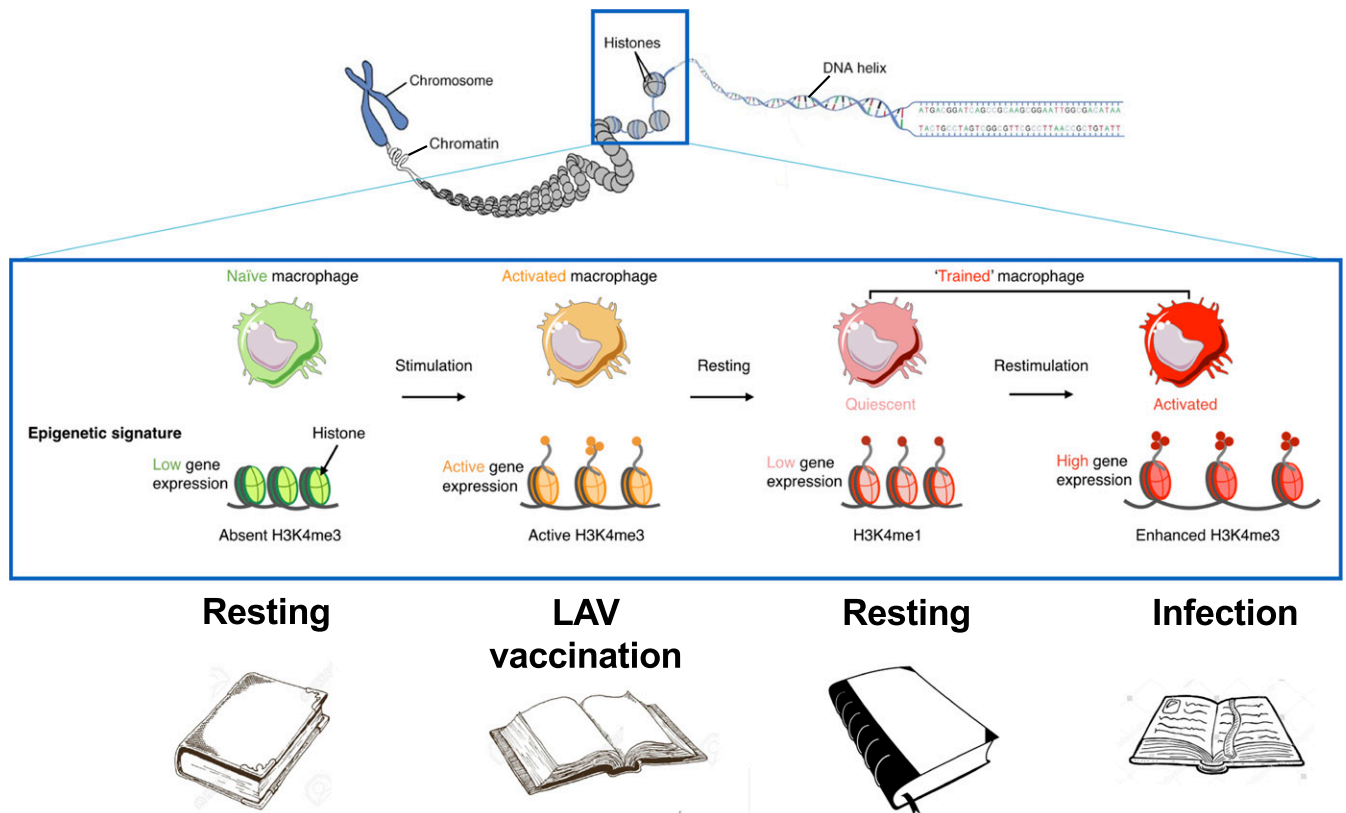 Histones
DNA helix
Chromosome
ATGACGGATCAGCCGCAAGCGGAATTGGCGACATAA
TACTGCCTAGTCGGCGTTCGCCTTAACCGCTGTATT
Chromatin
Naïve macrophage
Activated macrophage
'Trained' macrophage
Stimulation
Resting
Restimulation
Quiescent
Activated
Epigenetic signature
Histone
Low gene
expression
Active gene
expression
Low gene
expression
High gene
expression
Absent H3K4me3
Active H3K4me3
H3K4me1
Enhanced H3K4me3
Resting
LAV
vaccination
Resting
Infection